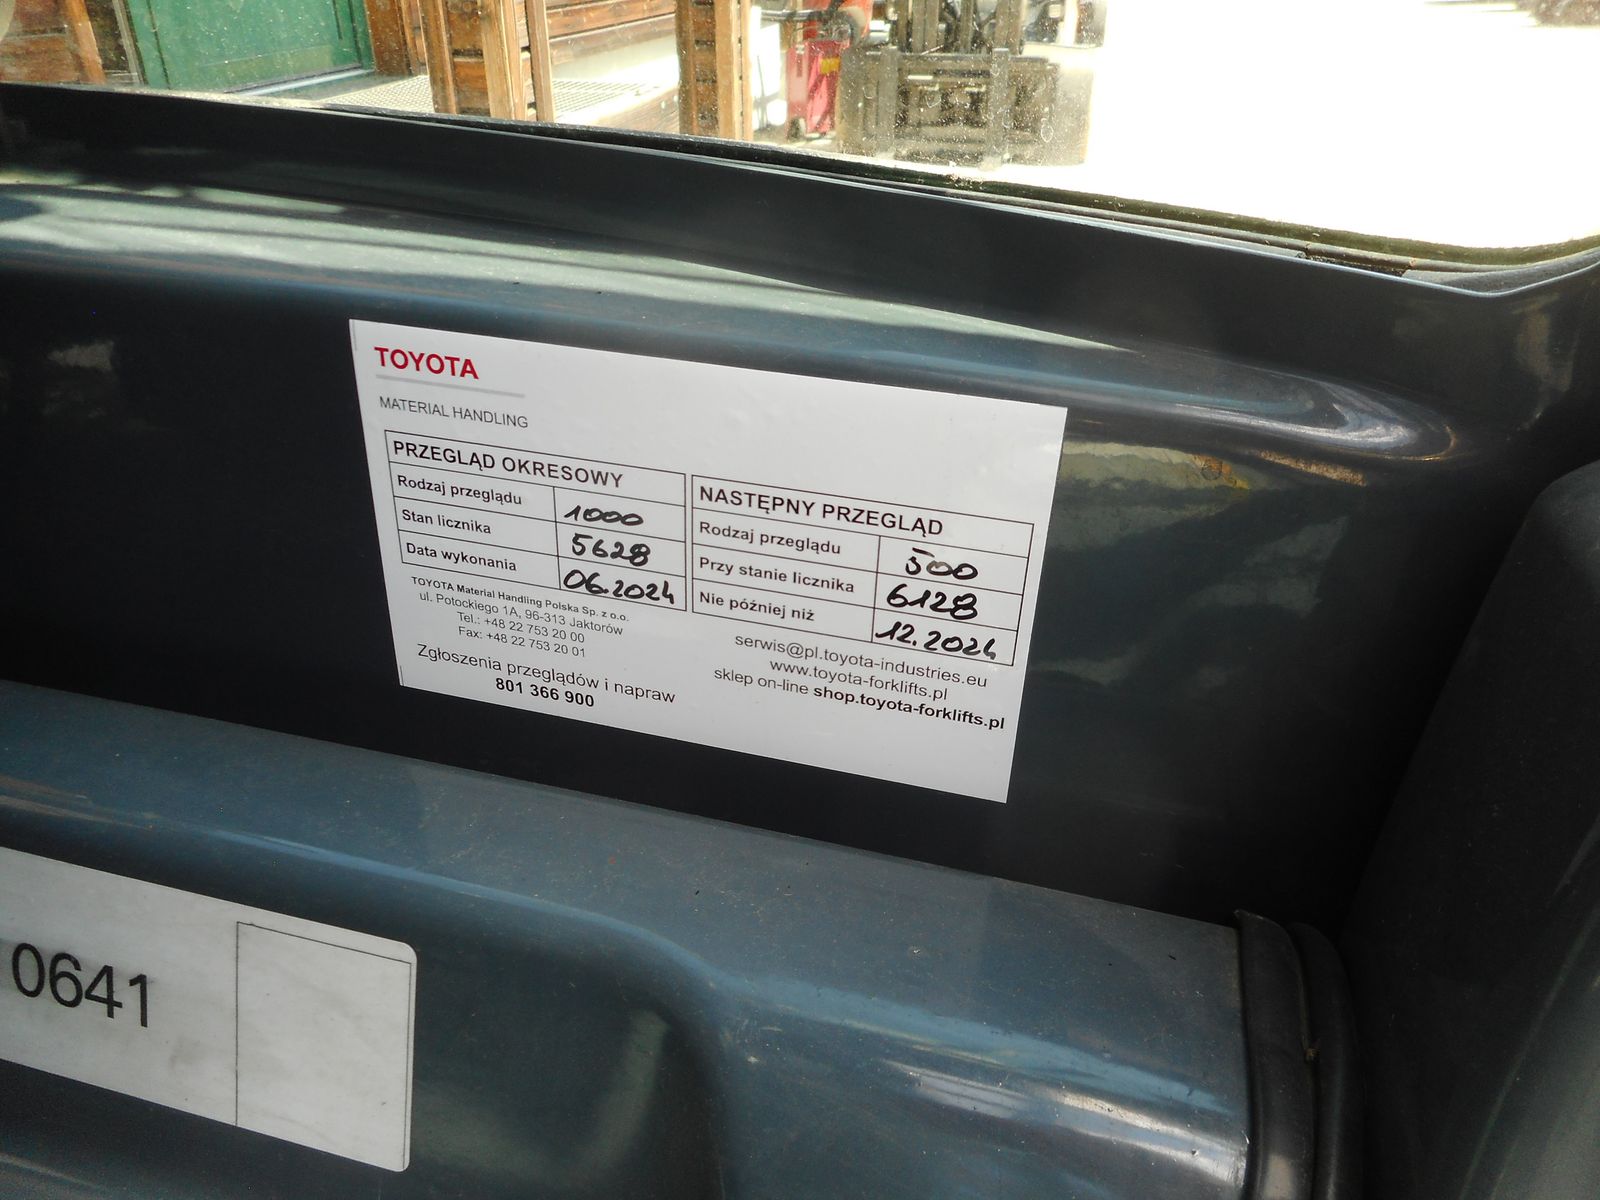 TOYOTA
MATERIAL HANDLING
PRZEGLĄD OKRESOWY
Rodzaj przeglądu 1000
Stan licznika 5628
Data wykonania 06.2024
NASTĘPNY PRZEGLĄD
Rodzaj przeglądu 500
Przy stanie licznika 6128
Nie później niż 12.2024
TOYOTA Material Handling Polska Sp. z o.o.
ul. Potockiego 1A, 96-313 Jaktorów
Tel.: +48 22 753 20 00
Fax: +48 22 753 20 01
Zgłoszenia przeglądów i napraw
801 366 900
serwis@pl.toyota-industries.eu
www.toyota-forklifts.pl
sklep on-line shop.toyota-forklifts.pl
0641